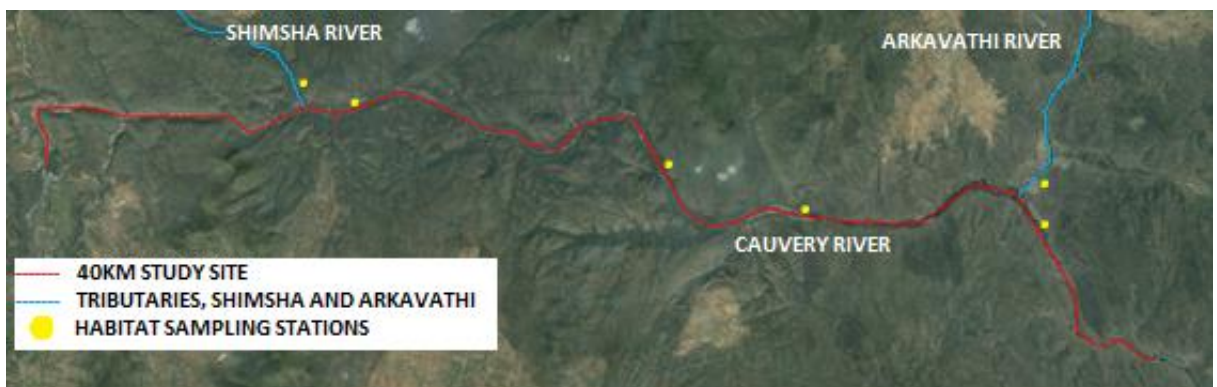 SHIMSHA RIVER
ARKAVATHI RIVER
CAUVERY RIVER
40KM STUDY SITE
TRIBUTARIES, SHIMSHA AND ARKAVATHI
HABITAT SAMPLING STATIONS